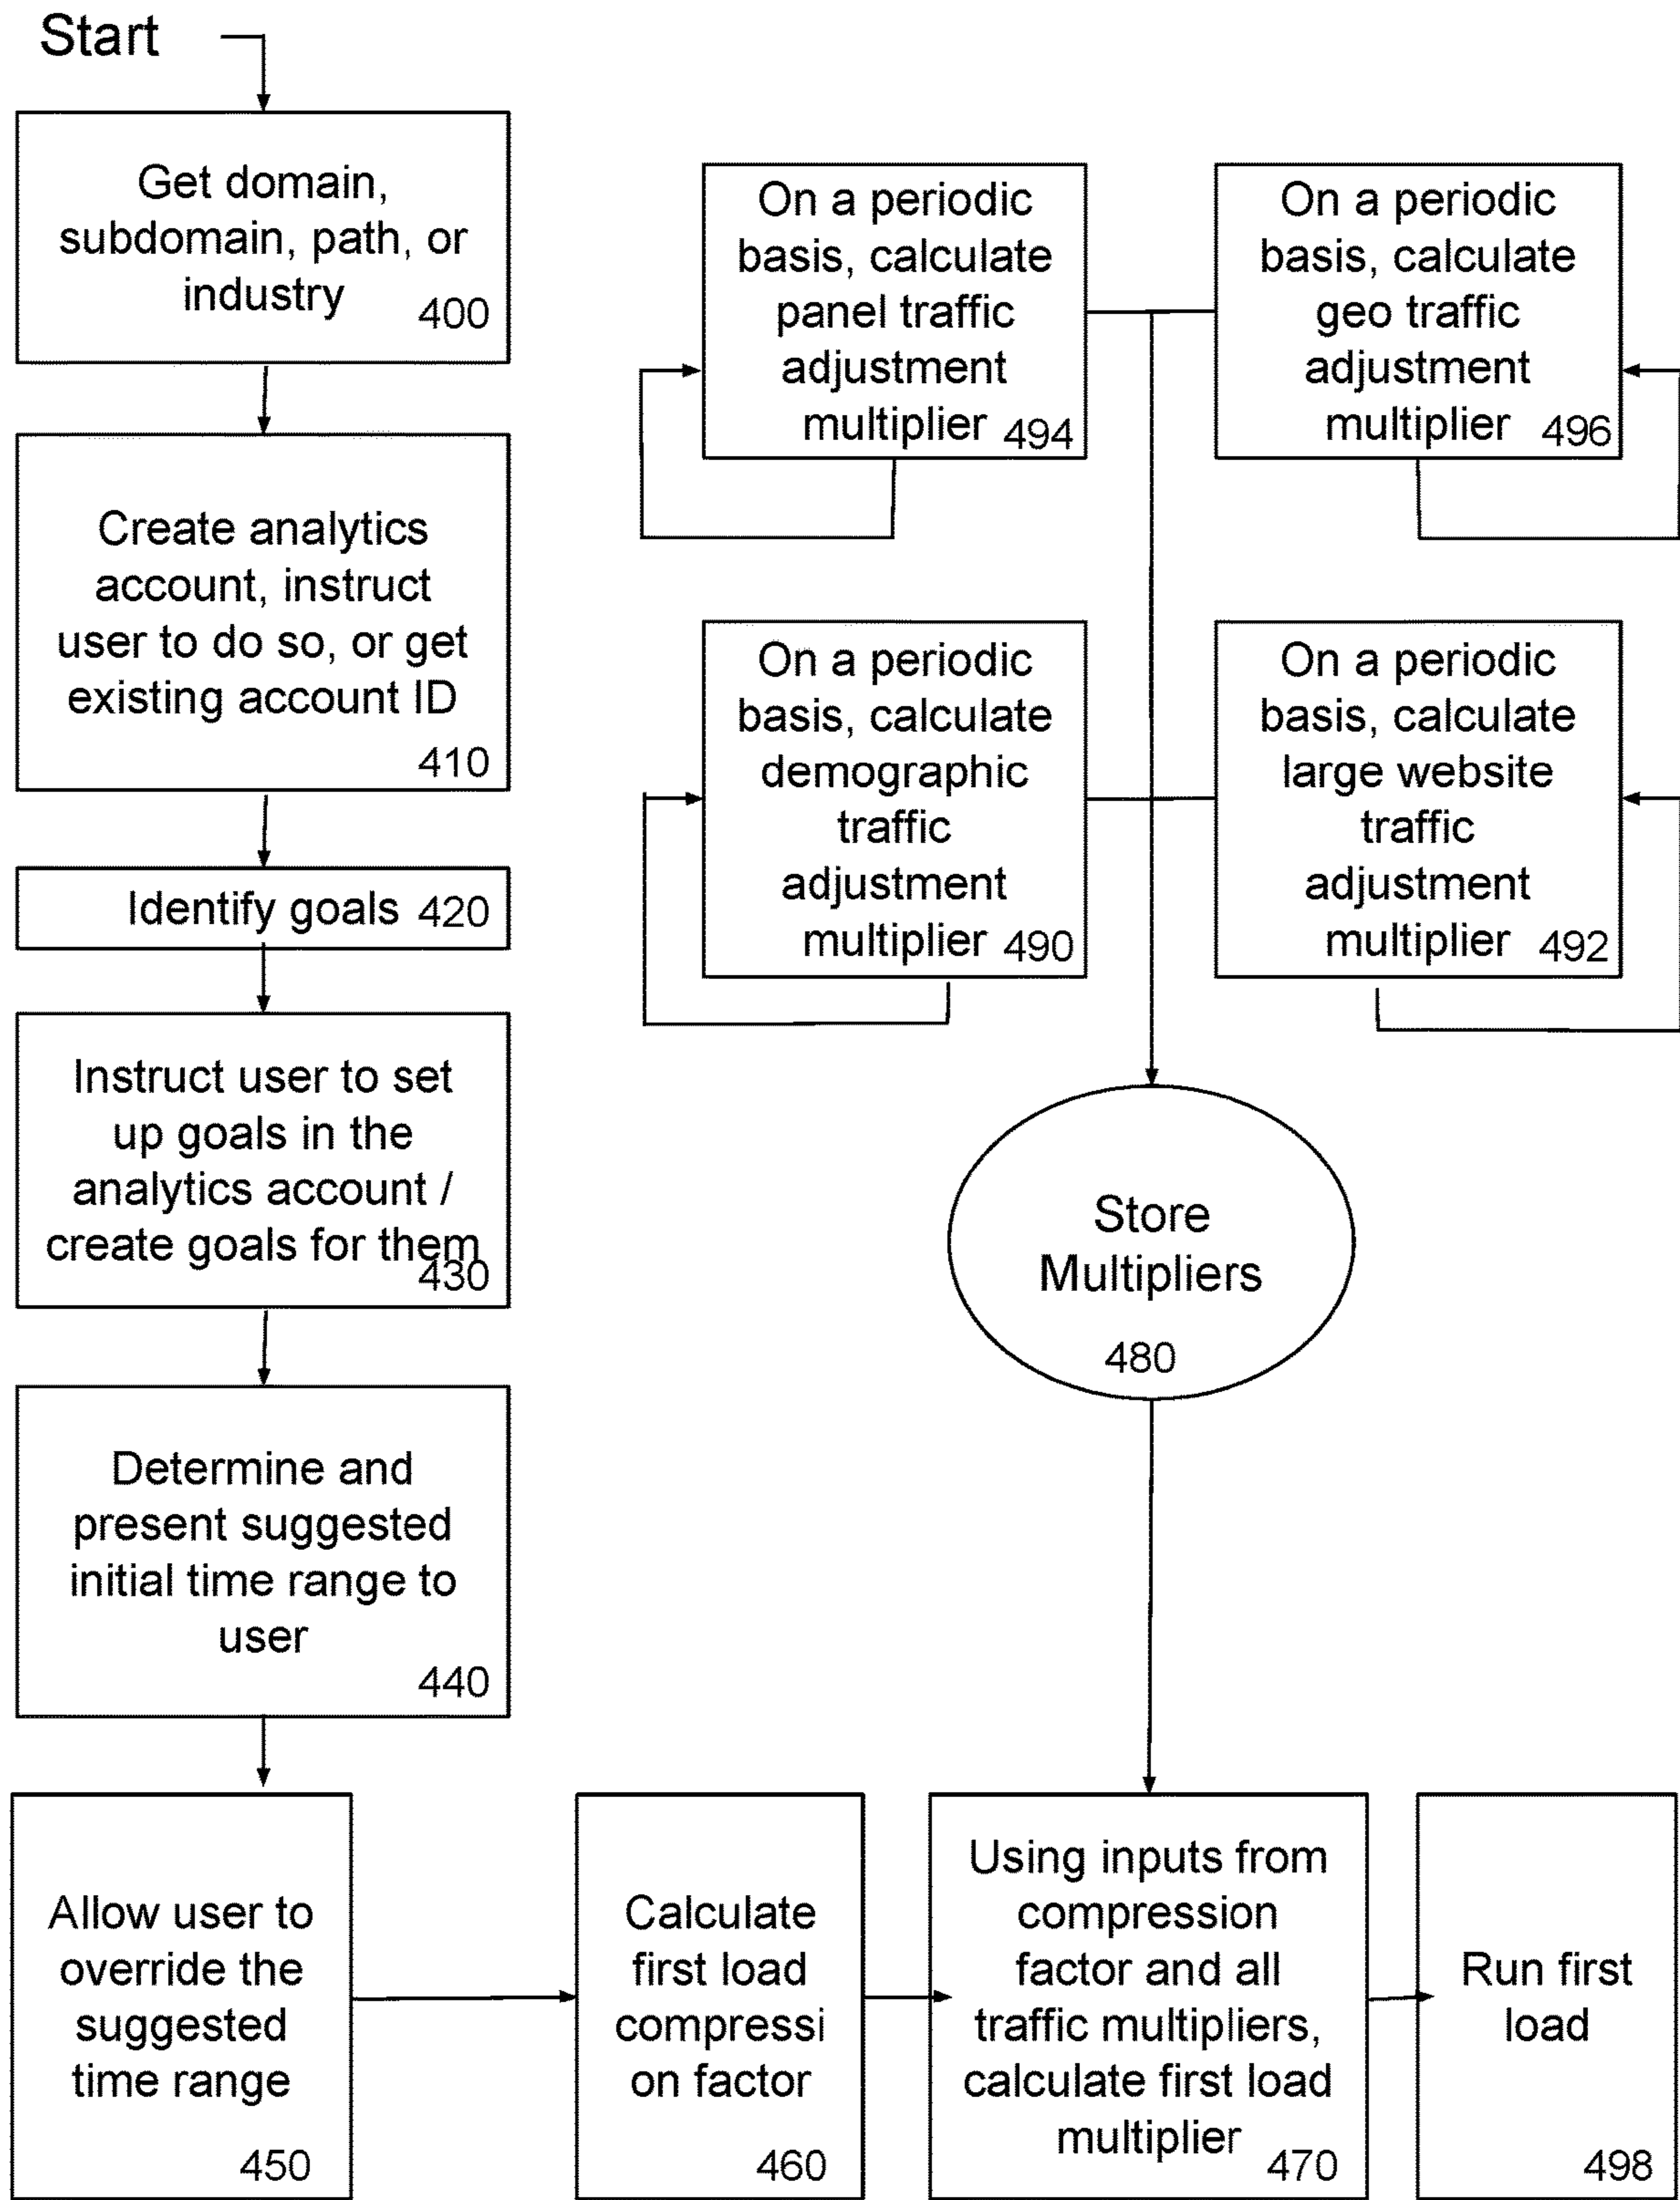 Start
Get domain,
subdomain, path, or
industry
400
Create analytics
account, instruct
user to do so, or get
existing account ID
410
Identify goals 420
Instruct user to set
up goals in the
analytics account /
create goals for them
430
Determine and
present suggested
initial time range to
user
440
Allow user to
override the
suggested
time range
450
Calculate
first load
compressi
on factor
460
On a periodic
basis, calculate
panel traffic
adjustment
multiplier 494
On a periodic
basis, calculate
geo traffic
adjustment
multiplier 496
On a periodic
basis, calculate
demographic
traffic
adjustment
multiplier 490
On a periodic
basis, calculate
large website
traffic
adjustment
multiplier 492
Store
Multipliers
480
Using inputs from
compression
factor and all
traffic multipliers,
calculate first load
multiplier 470
Run first
load
498